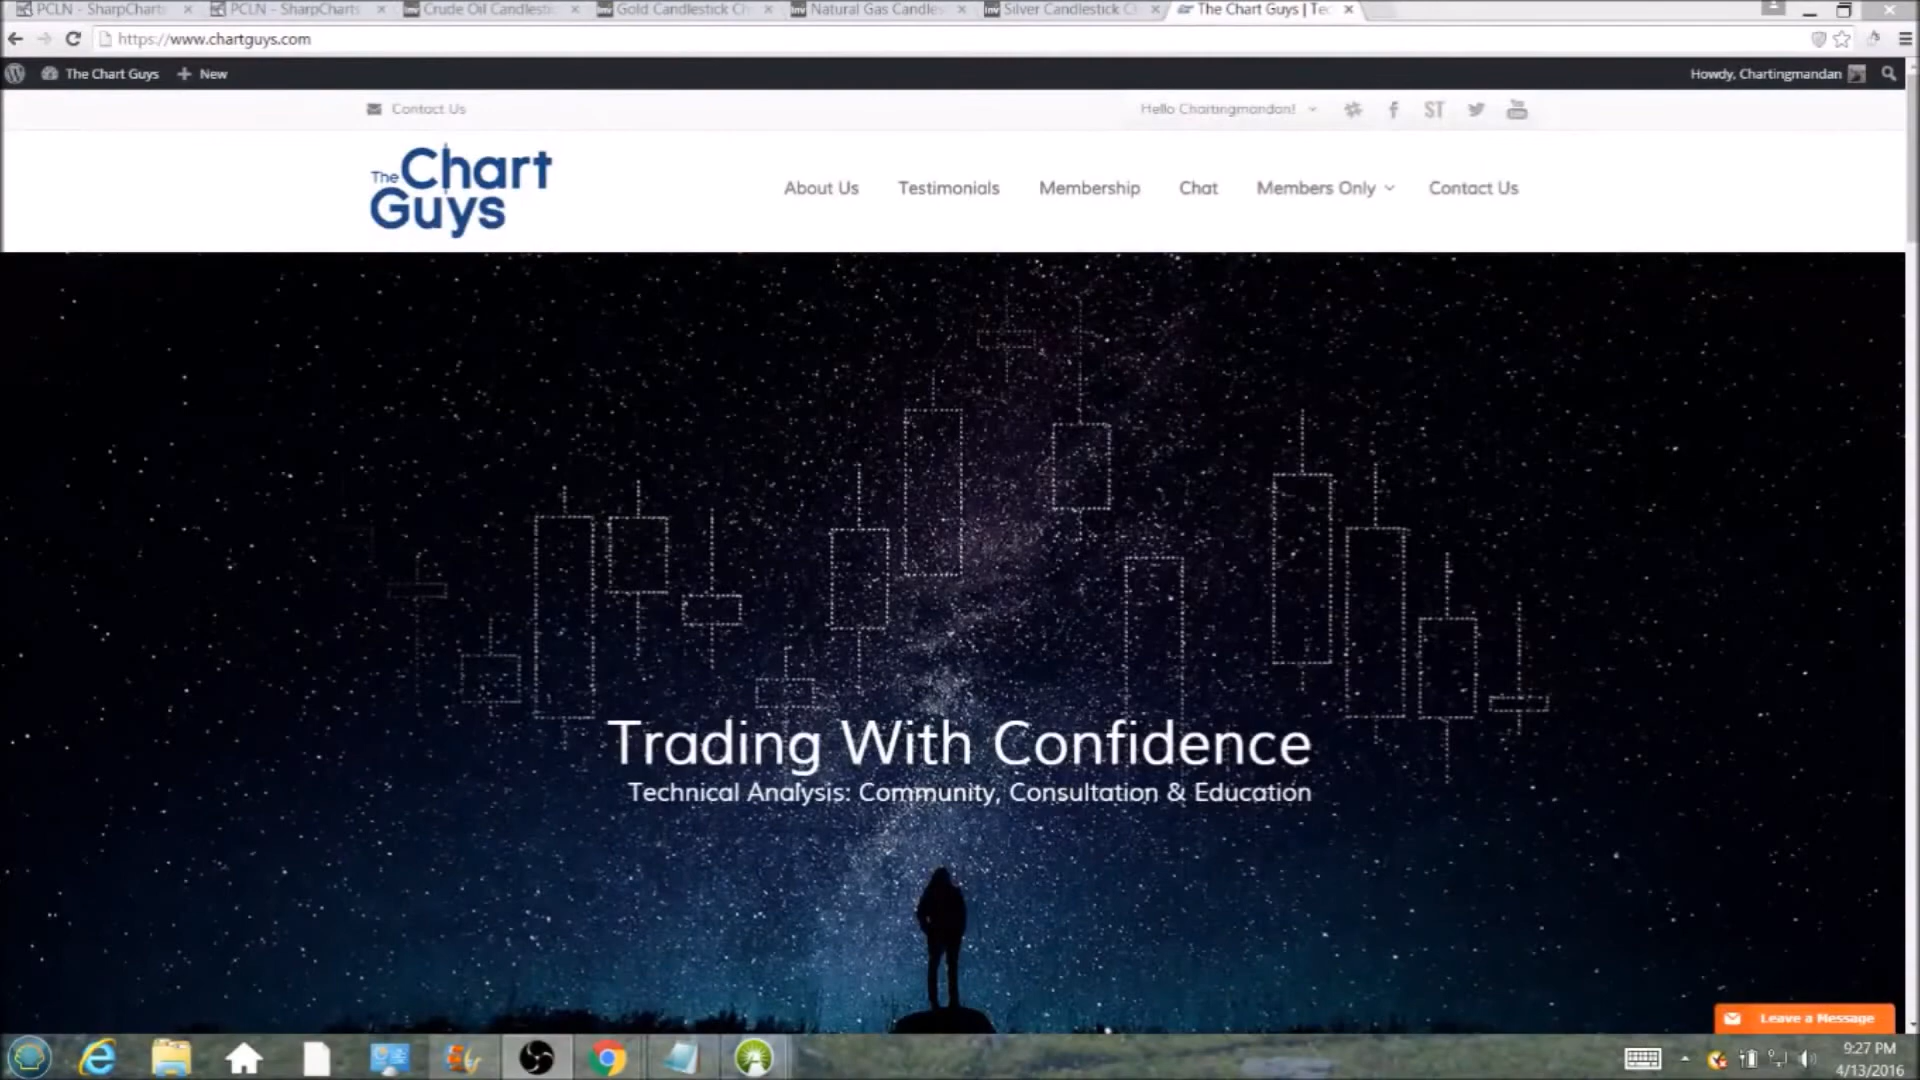 PCLN - SharpCharts
PCLN - SharpCharts
Crude Oil Candlesti
Gold Candlestick Ch
Natural Gas Candles
Silver Candlestick C
The Chart Guys | Tec
https://www.chartguys.com
The Chart Guys
New
Howdy, Chartingmandan
Contact Us
Hello Chartingmandan!
ST
The Chart Guys
About Us
Testimonials
Membership
Chat
Members Only
Contact Us
Trading With Confidence
Technical Analysis: Community, Consultation & Education
Leave a Message
9:27 PM
4/13/2016